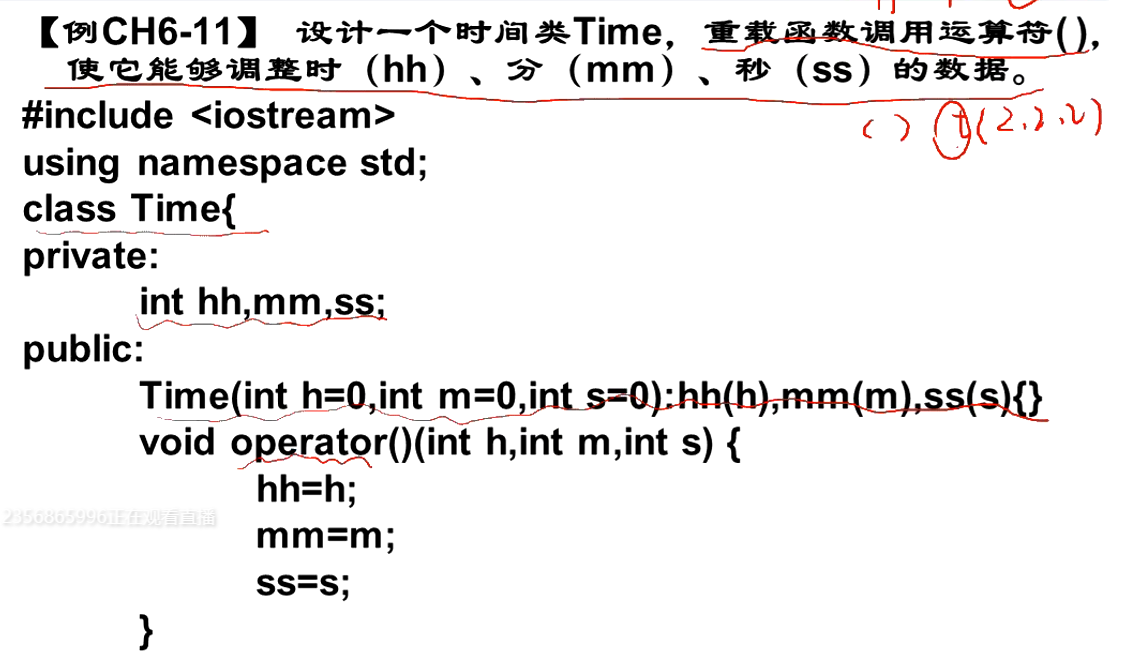 【例CH6-11】 设计一个时间类Time，重载函数调用运算符()，
使它能够调整时（hh）、分（mm）、秒（ss）的数据。
() t(2,2,2)
#include <iostream>
using namespace std;
class Time{
private:
int hh,mm,ss;
public:
Time(int h=0,int m=0,int s=0):hh(h),mm(m),ss(s){}
void operator()(int h,int m,int s) {
hh=h;
2356865996正在观看直播
mm=m;
ss=s;
}